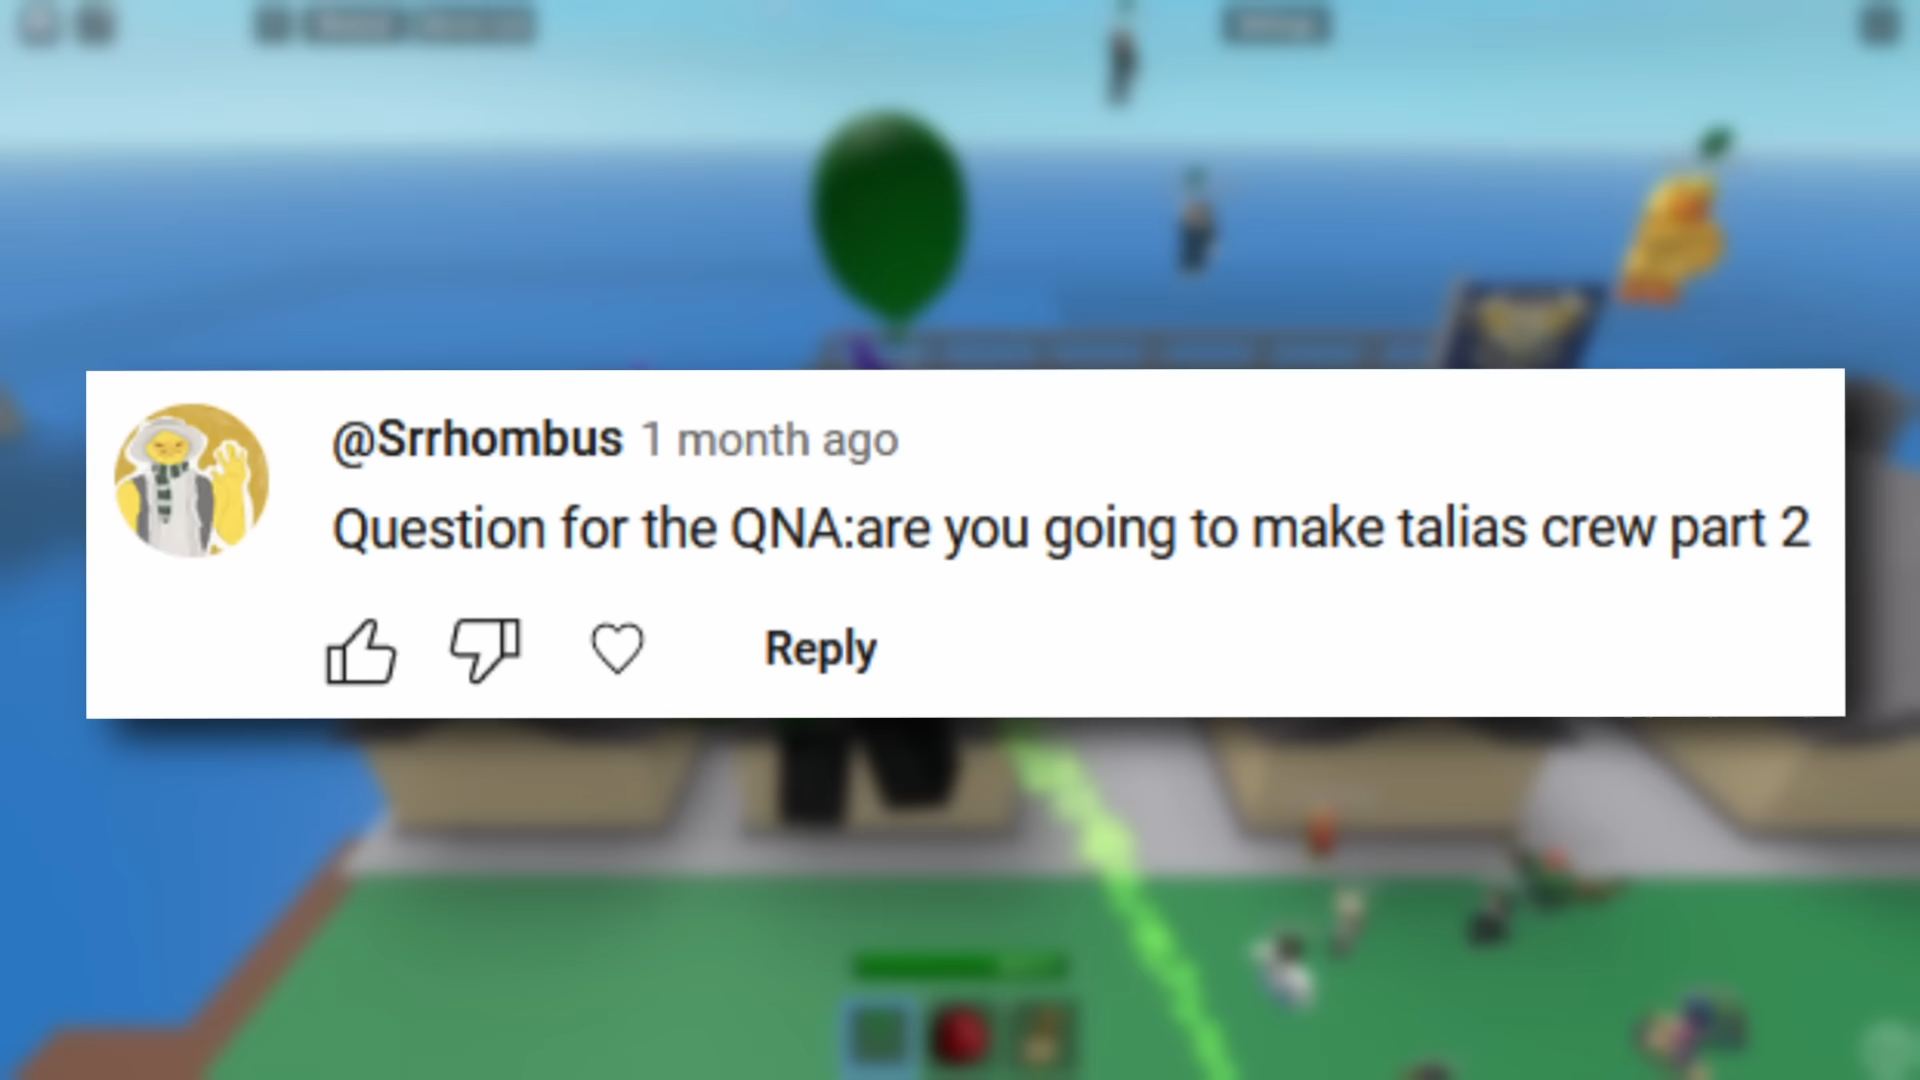 @Srrhombus 1 month ago
Question for the QNA:are you going to make talias crew part 2
Reply